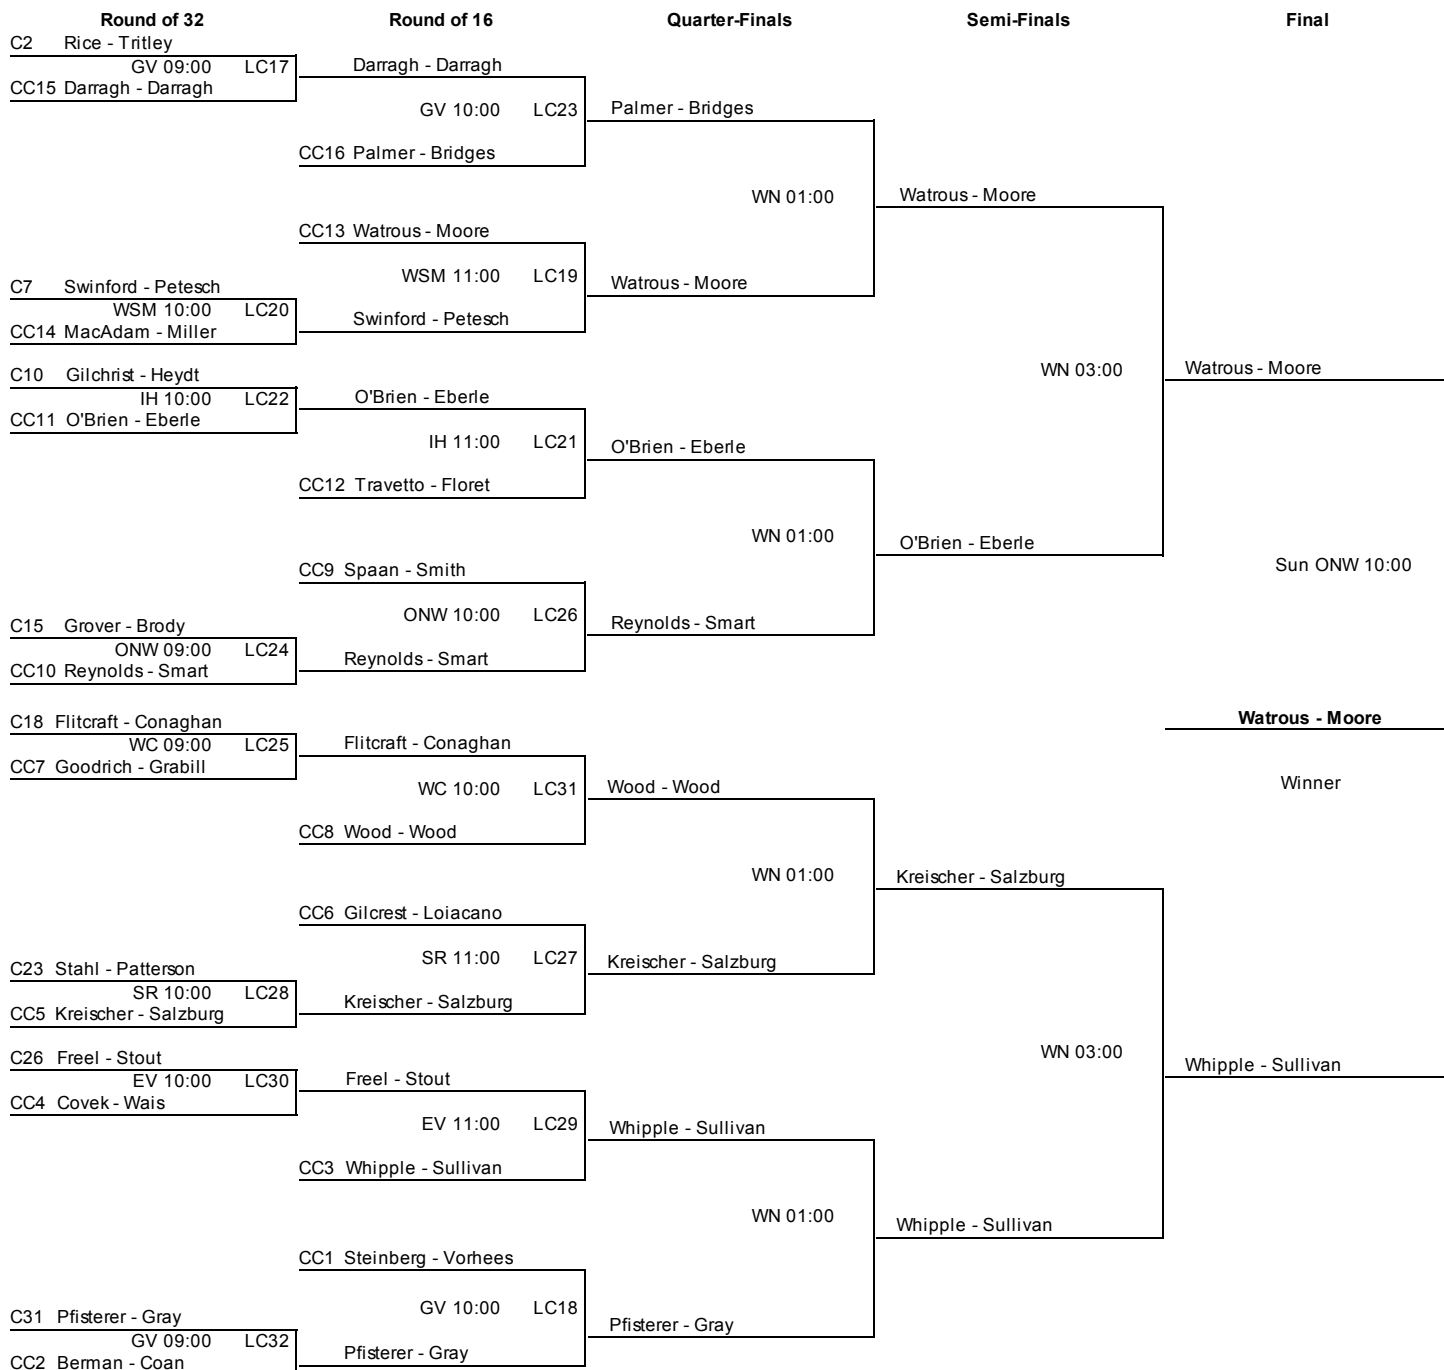 Round of 32 Round of 16 Quarter-Finals Semi-Finals Final
C2 Rice - Tritley
GV 09:00 LC17 Darragh - Darragh
CC15 Darragh - Darragh
GV 10:00 LC23 Palmer - Bridges
CC16 Palmer - Bridges
WN 01:00 Watrous - Moore
CC13 Watrous - Moore
WSM 11:00 LC19 Watrous - Moore
C7 Swinford - Petesch
WSM 10:00 LC20 Swinford - Petesch
CC14 MacAdam - Miller
C10 Gilchrist - Heydt WN 03:00 Watrous - Moore
IH 10:00 LC22 O'Brien - Eberle
CC11 O'Brien - Eberle
IH 11:00 LC21 O'Brien - Eberle
CC12 Travetto - Floret
WN 01:00 O'Brien - Eberle
CC9 Spaan - Smith Sun ONW 10:00
ONW 10:00 LC26 Reynolds - Smart
C15 Grover - Brody
ONW 09:00 LC24 Reynolds - Smart
CC10 Reynolds - Smart
C18 Flitcraft - Conaghan Watrous - Moore
WC 09:00 LC25 Flitcraft - Conaghan
CC7 Goodrich - Grabill
WC 10:00 LC31 Wood - Wood Winner
CC8 Wood - Wood
WN 01:00 Kreischer - Salzburg
CC6 Gilcrest - Loiacano
SR 11:00 LC27 Kreischer - Salzburg
C23 Stahl - Patterson
SR 10:00 LC28 Kreischer - Salzburg
CC5 Kreischer - Salzburg
C26 Freel - Stout WN 03:00 Whipple - Sullivan
EV 10:00 LC30 Freel - Stout
CC4 Covek - Wais
EV 11:00 LC29 Whipple - Sullivan
CC3 Whipple - Sullivan
WN 01:00 Whipple - Sullivan
CC1 Steinberg - Vorhees
GV 10:00 LC18 Pfisterer - Gray
C31 Pfisterer - Gray
GV 09:00 LC32 Pfisterer - Gray
CC2 Berman - Coan